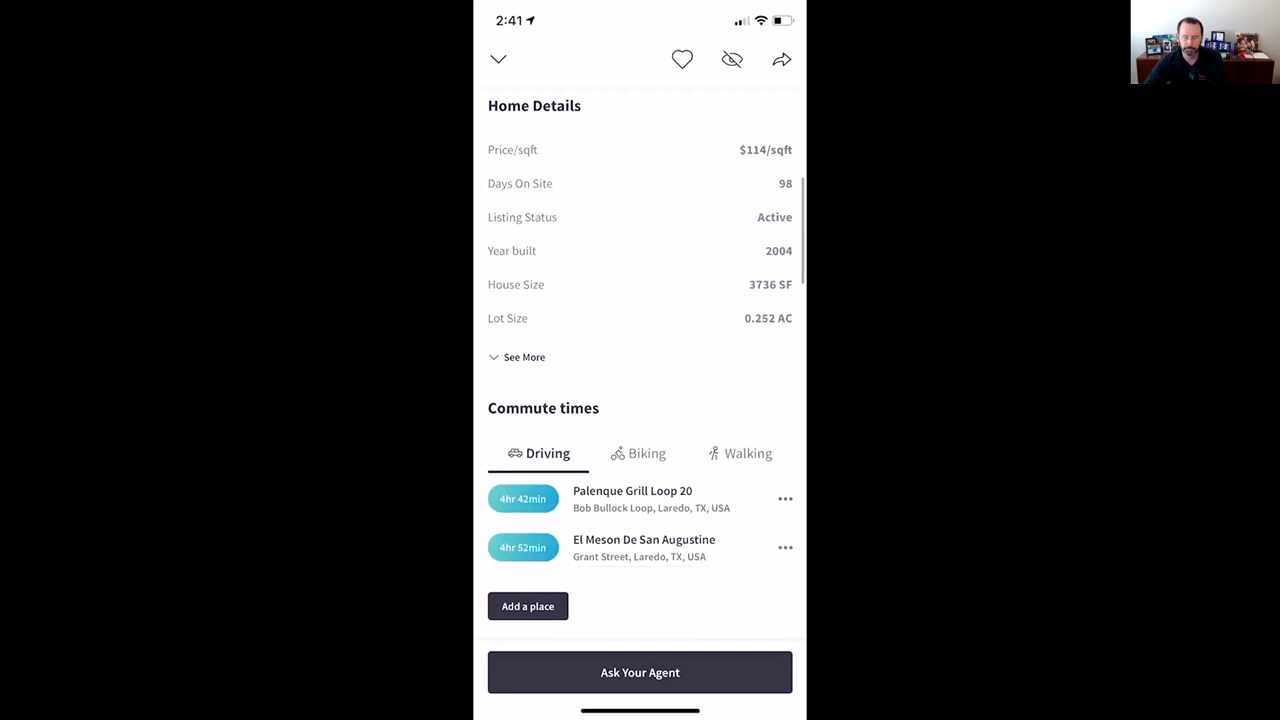 2:41
Home Details
Price/sqft $114/sqft
Days On Site 98
Listing Status Active
Year built 2004
House Size 3736 SF
Lot Size 0.252 AC
See More
Commute times
Driving Biking Walking
4hr 42min Palenque Grill Loop 20
Bob Bullock Loop, Laredo, TX, USA
4hr 52min El Meson De San Augustine
Grant Street, Laredo, TX, USA
Add a place
Ask Your Agent